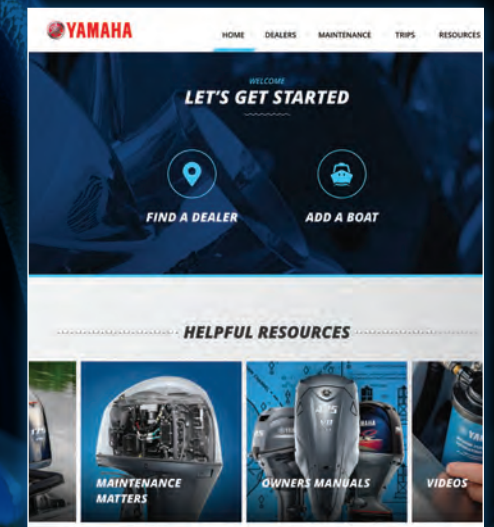 YAMAHA
HOME DEALERS MAINTENANCE TRIPS RESOURCES
WELCOME
LET'S GET STARTED
FIND A DEALER
ADD A BOAT
HELPFUL RESOURCES
MAINTENANCE
MATTERS
OWNERS MANUALS
VIDEOS